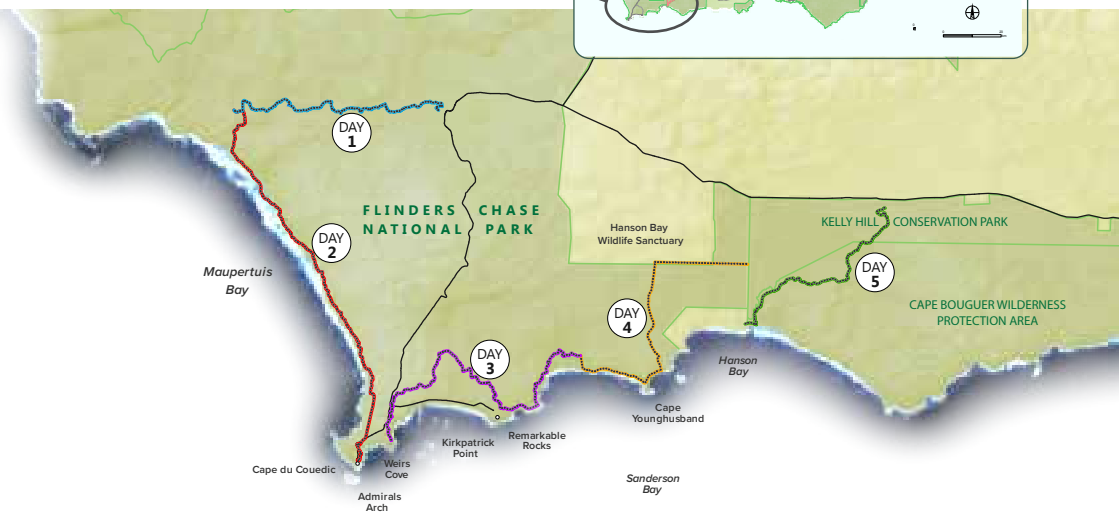 DAY
1
FLINDERS CHASE
NATIONAL PARK
DAY
2
Maupertuis
Bay
Hanson Bay
Wildlife Sanctuary
KELLY HILL CONSERVATION PARK
DAY
5
CAPE BOUGUER WILDERNESS
PROTECTION AREA
DAY
4
DAY
3
Hanson
Bay
Cape
Younghusband
Kirkpatrick
Point
Remarkable
Rocks
Cape du Couedic
Weirs
Cove
Sanderson
Bay
Admirals
Arch